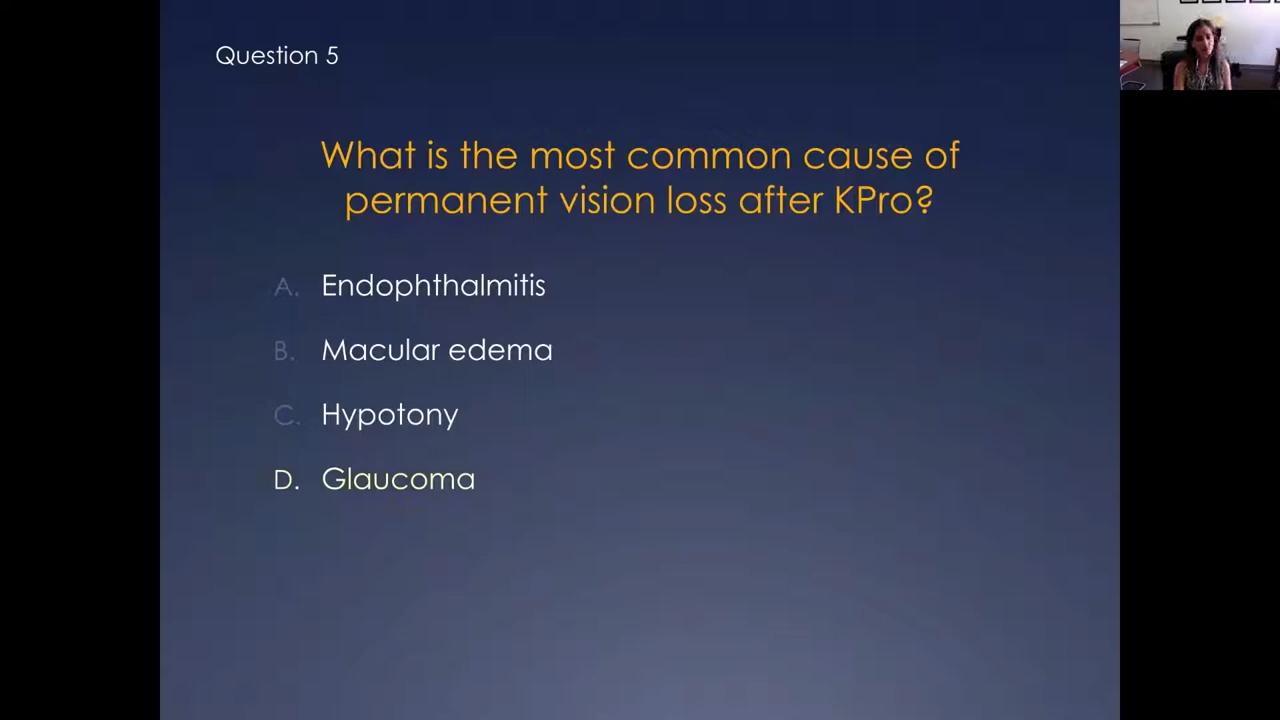 Question 5
What is the most common cause of
permanent vision loss after KPro?
A. Endophthalmitis
B. Macular edema
C. Hypotony
D. Glaucoma